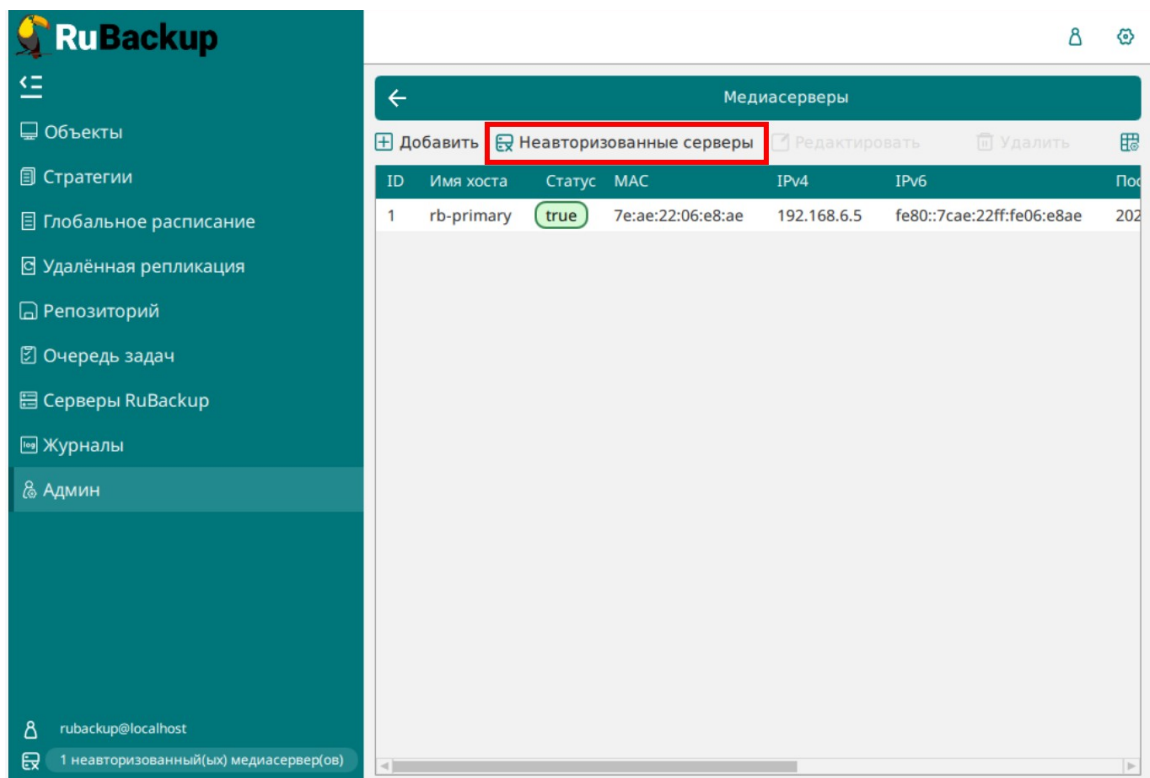 RuBackup
Медиасерверы
Объекты
Стратегии
Глобальное расписание
Удалённая репликация
Репозиторий
Очередь задач
Серверы RuBackup
Журналы
Админ
Добавить Неавторизованные серверы Редактировать Удалить
ID Имя хоста Статус MAC IPv4 IPv6 Пос
1 rb-primary true 7e:ae:22:06:e8:ae 192.168.6.5 fe80::7cae:22ff:fe06:e8ae 202
rubackup@localhost
1 неавторизованный(ых) медиасервер(ов)